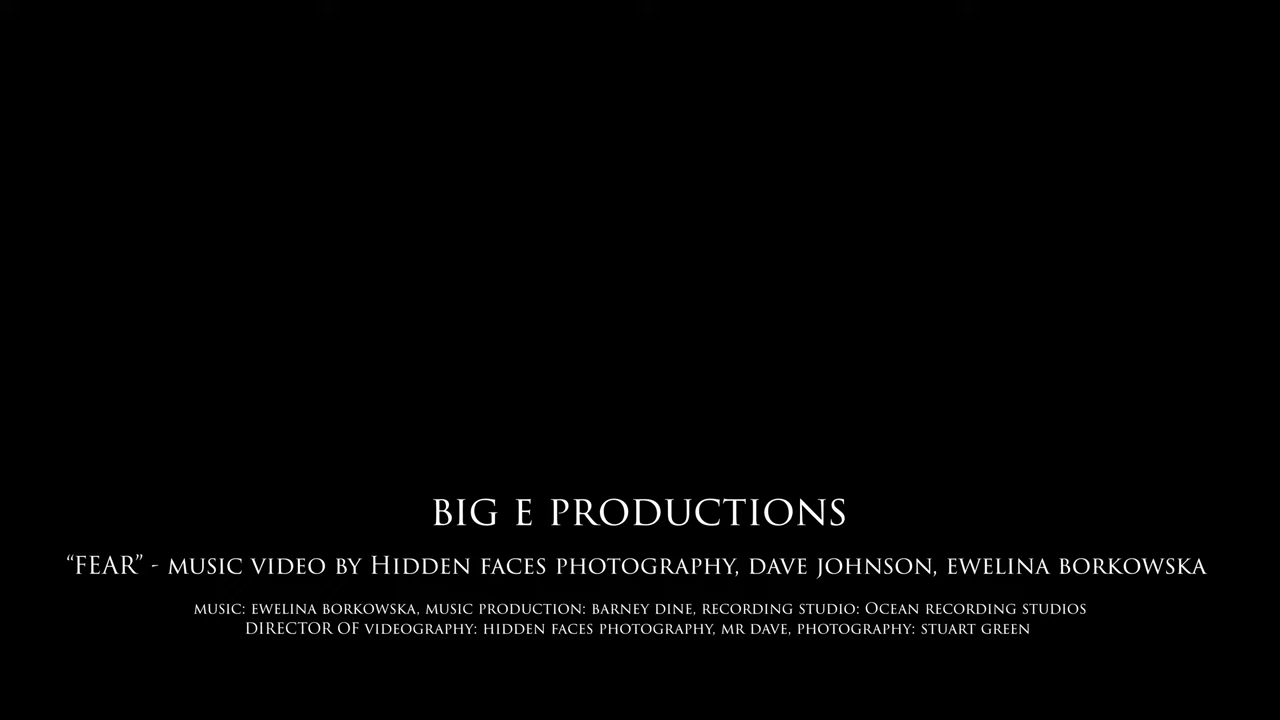 BIG E PRODUCTIONS
“FEAR” - MUSIC VIDEO BY HIDDEN FACES PHOTOGRAPHY, DAVE JOHNSON, EWELINA BORKOWSKA
MUSIC: EWELINA BORKOWSKA, MUSIC PRODUCTION: BARNEY DINE, RECORDING STUDIO: OCEAN RECORDING STUDIOS
DIRECTOR OF VIDEOGRAPHY: HIDDEN FACES PHOTOGRAPHY, MR DAVE, PHOTOGRAPHY: STUART GREEN